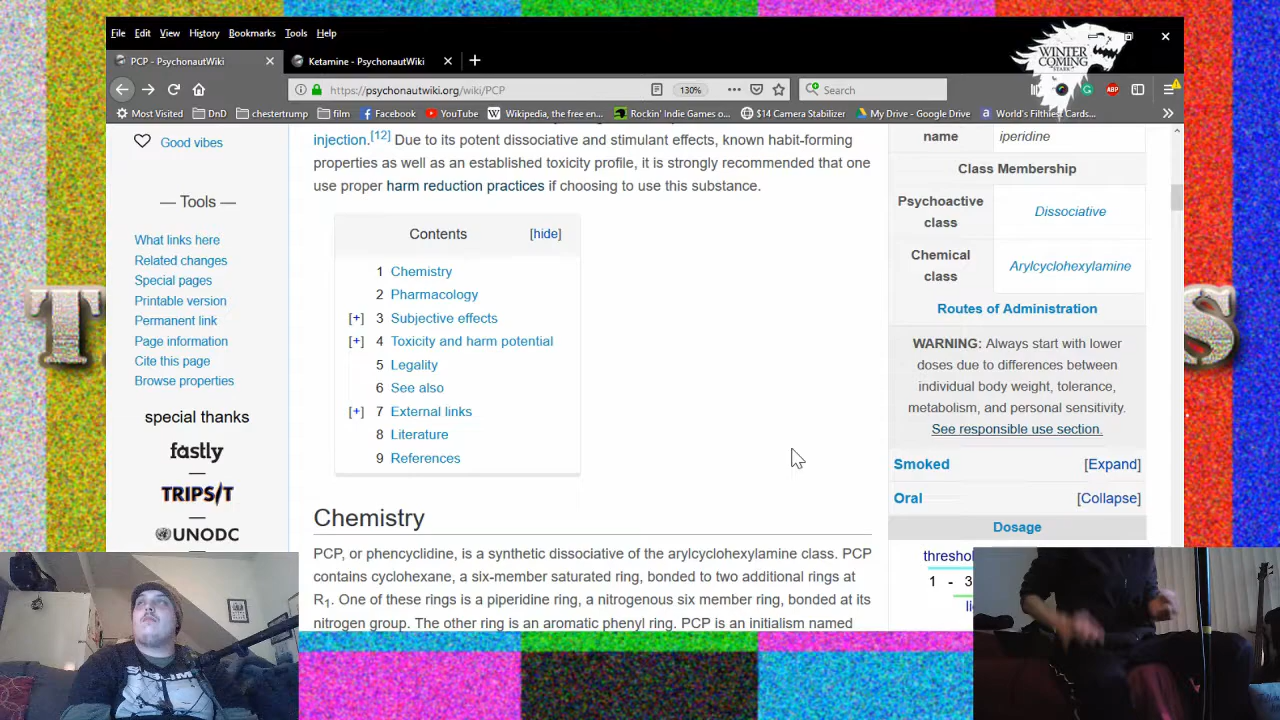 File Edit View History Bookmarks Tools Help
PCP - PsychonautWiki
Ketamine - PsychonautWiki
WINTER
COMING
STARK
https://psychonautwiki.org/wiki/PCP
130%
Search
Most Visited DnD chestertrump film Facebook YouTube Wikipedia, the free en... Rockin' Indie Games o... $14 Camera Stabilizer My Drive - Google Drive World's Filthiest Cards...
ABP
Good vibes
— Tools —
What links here
Related changes
Special pages
Printable version
Permanent link
Page information
Cite this page
Browse properties
special thanks
fastly
TRIPSIT
UNODC
injection.[12] Due to its potent dissociative and stimulant effects, known habit-forming
properties as well as an established toxicity profile, it is strongly recommended that one
use proper harm reduction practices if choosing to use this substance.
Contents [hide]
1 Chemistry
2 Pharmacology
[+] 3 Subjective effects
[+] 4 Toxicity and harm potential
5 Legality
6 See also
[+] 7 External links
8 Literature
9 References
Chemistry
PCP, or phencyclidine, is a synthetic dissociative of the arylcyclohexylamine class. PCP
contains cyclohexane, a six-member saturated ring, bonded to two additional rings at
R1. One of these rings is a piperidine ring, a nitrogenous six member ring, bonded at its
nitrogen group. The other ring is an aromatic phenyl ring. PCP is an initialism named
name iperidine
Class Membership
Psychoactive class Dissociative
Chemical class Arylcyclohexylamine
Routes of Administration
WARNING: Always start with lower
doses due to differences between
individual body weight, tolerance,
metabolism, and personal sensitivity.
See responsible use section.
Smoked [Expand]
Oral [Collapse]
Dosage
threshol
1 - 3
li
T
S